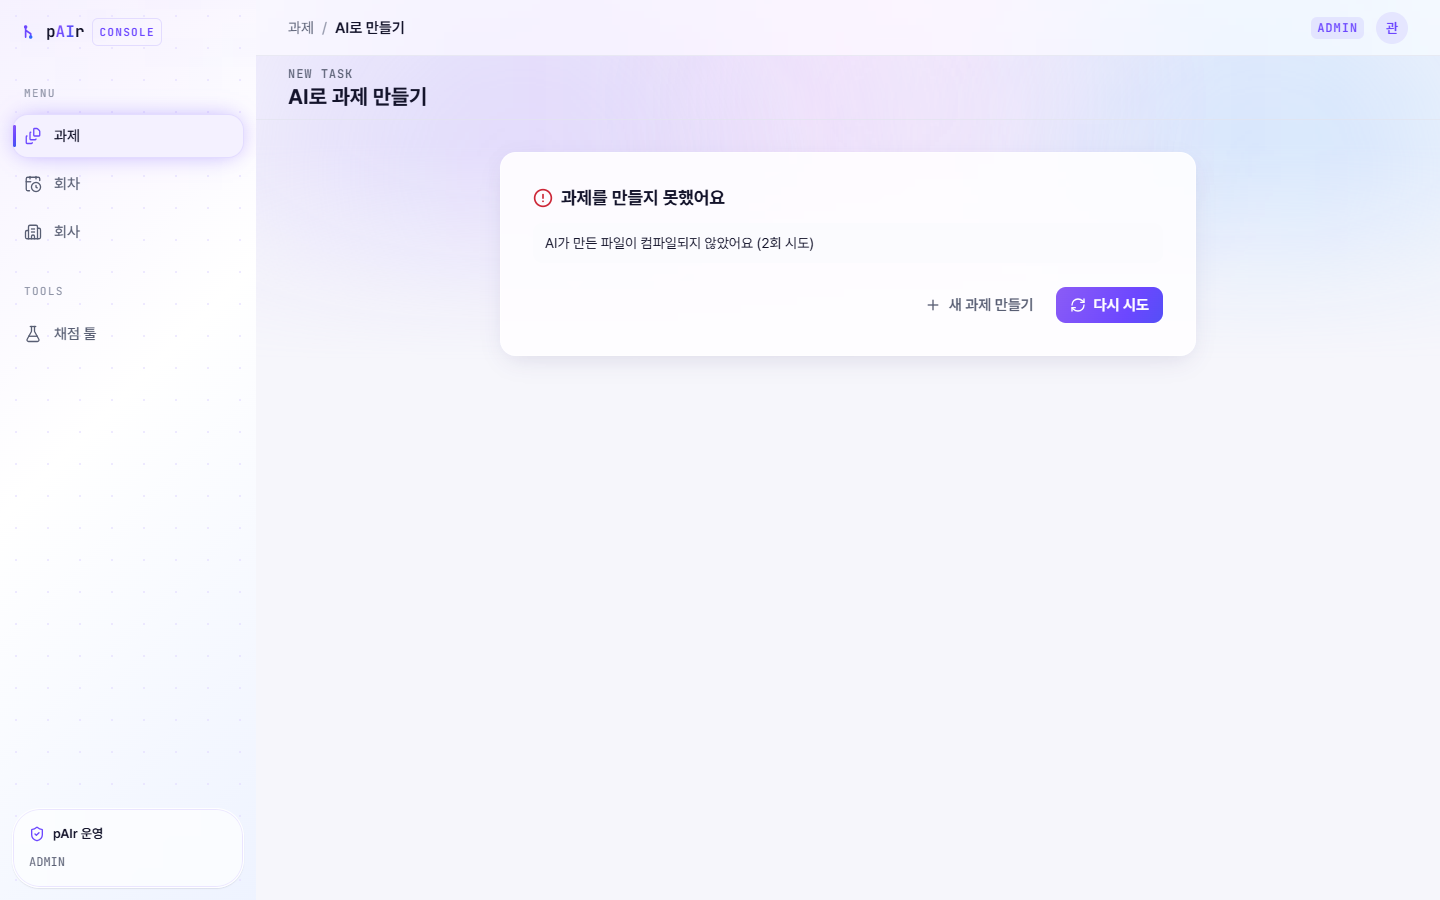 pAIr CONSOLE
과제 / AI로 만들기
ADMIN 관
MENU
과제
회차
회사
TOOLS
채점 툴
NEW TASK
AI로 과제 만들기
과제를 만들지 못했어요
AI가 만든 파일이 컴파일되지 않았어요 (2회 시도)
새 과제 만들기
다시 시도
pAIr 운영
ADMIN